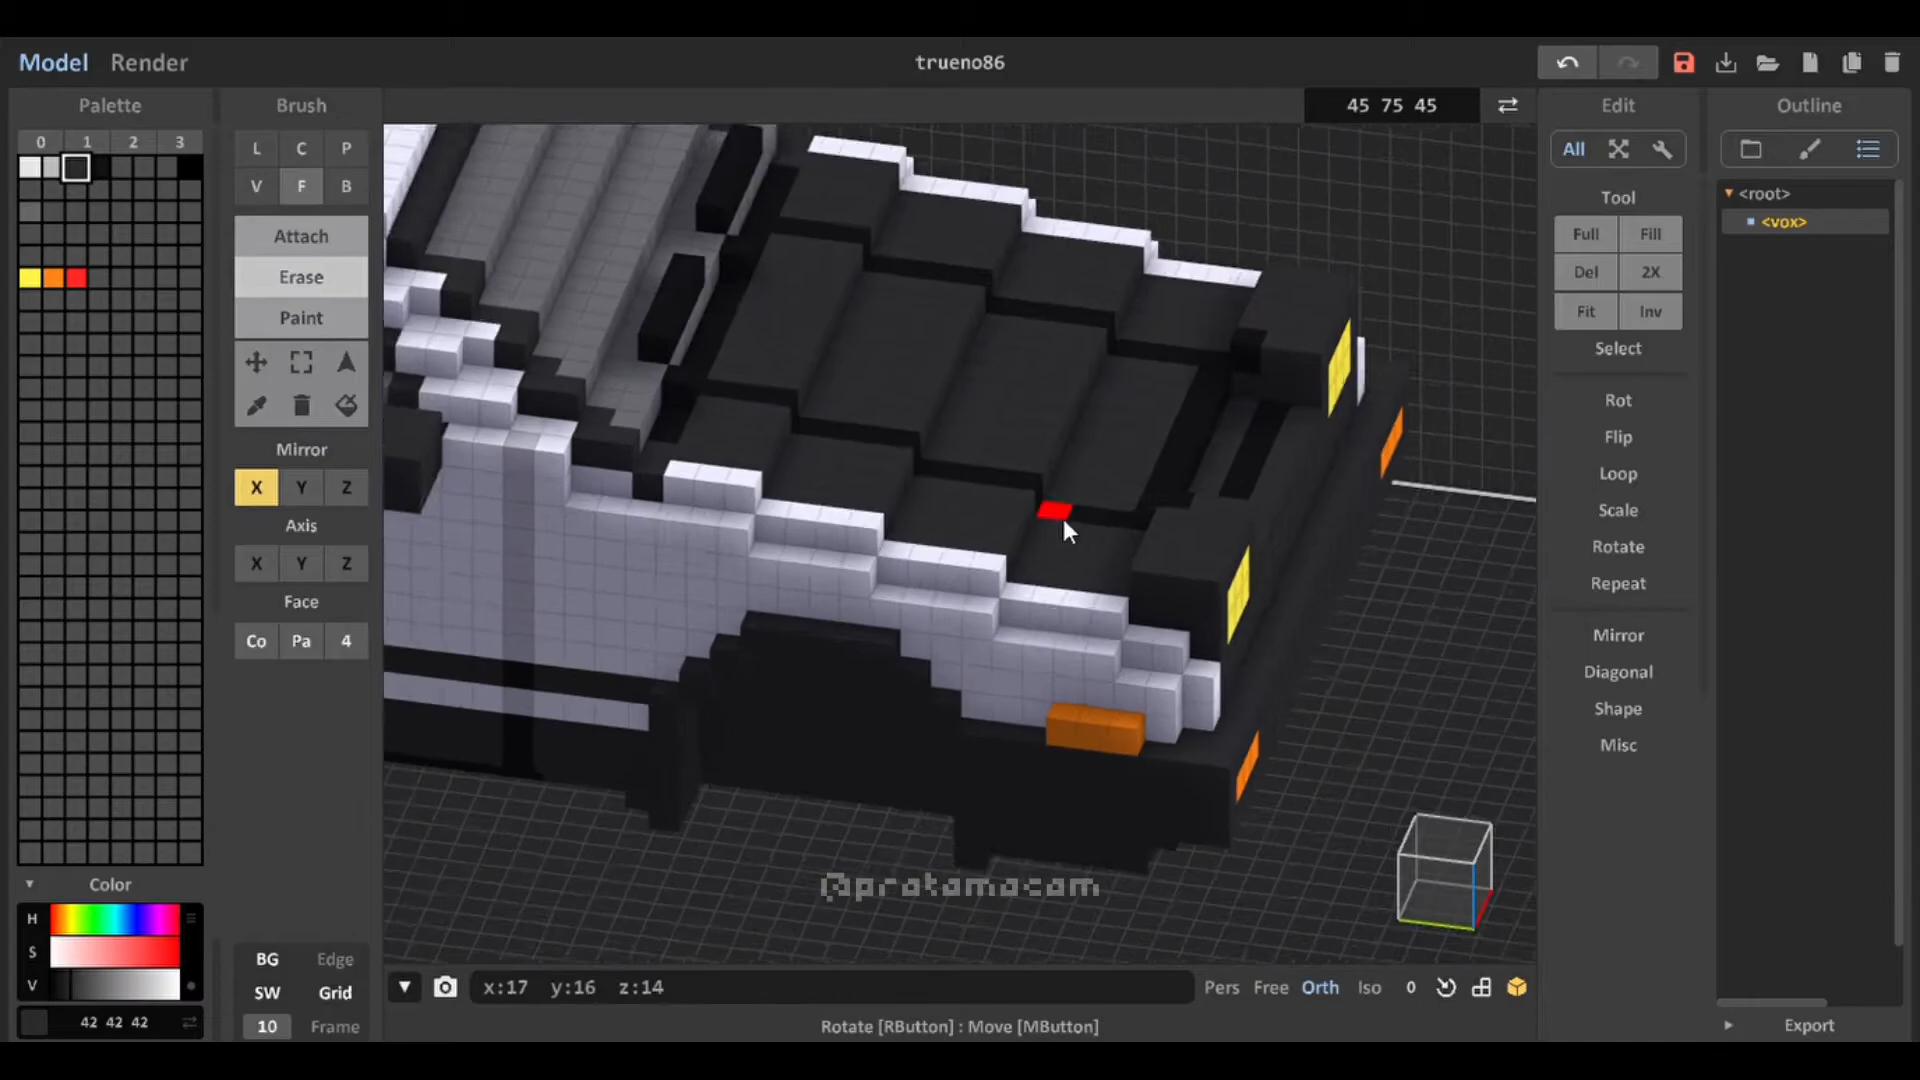 Model Render
trueno86
Palette
Brush
45 75 45
Edit
Outline
0 1 2 3
L C P
V F B
All
<root>
<vox>
Tool
Attach
Erase
Paint
Full Fill
Del 2X
Fit Inv
Select
Mirror
X Y Z
Axis
X Y Z
Face
Co Pa 4
Rot
Flip
Loop
Scale
Rotate
Repeat
Mirror
Diagonal
Shape
Misc
@pratamacam
Color
H
S
V
42 42 42
BG Edge
SW Grid
10 Frame
x:17 y:16 z:14
Pers Free Orth Iso 0
Rotate [RButton] : Move [MButton]
Export